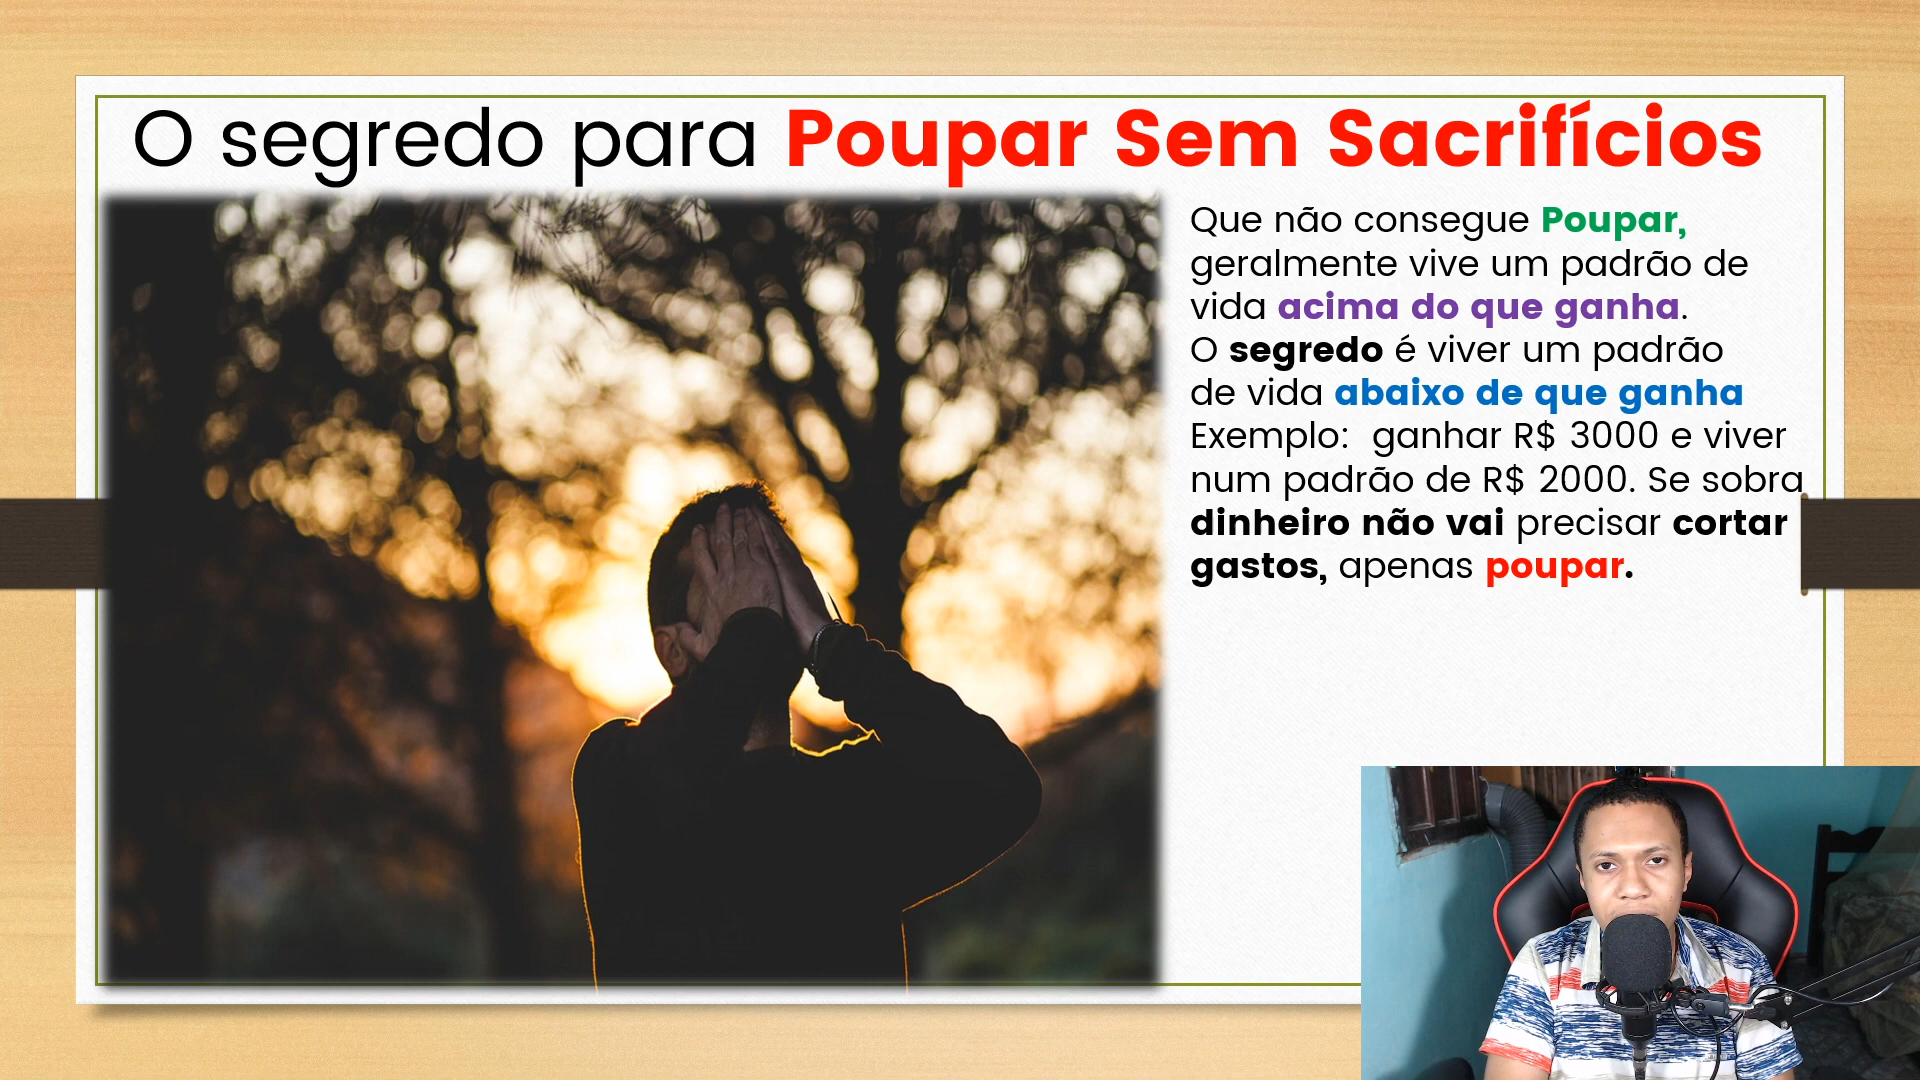 O segredo para Poupar Sem Sacrifícios
Que não consegue Poupar,
geralmente vive um padrão de
vida acima do que ganha.
O segredo é viver um padrão
de vida abaixo de que ganha
Exemplo: ganhar R$ 3000 e viver
num padrão de R$ 2000. Se sobra
dinheiro não vai precisar cortar
gastos, apenas poupar.